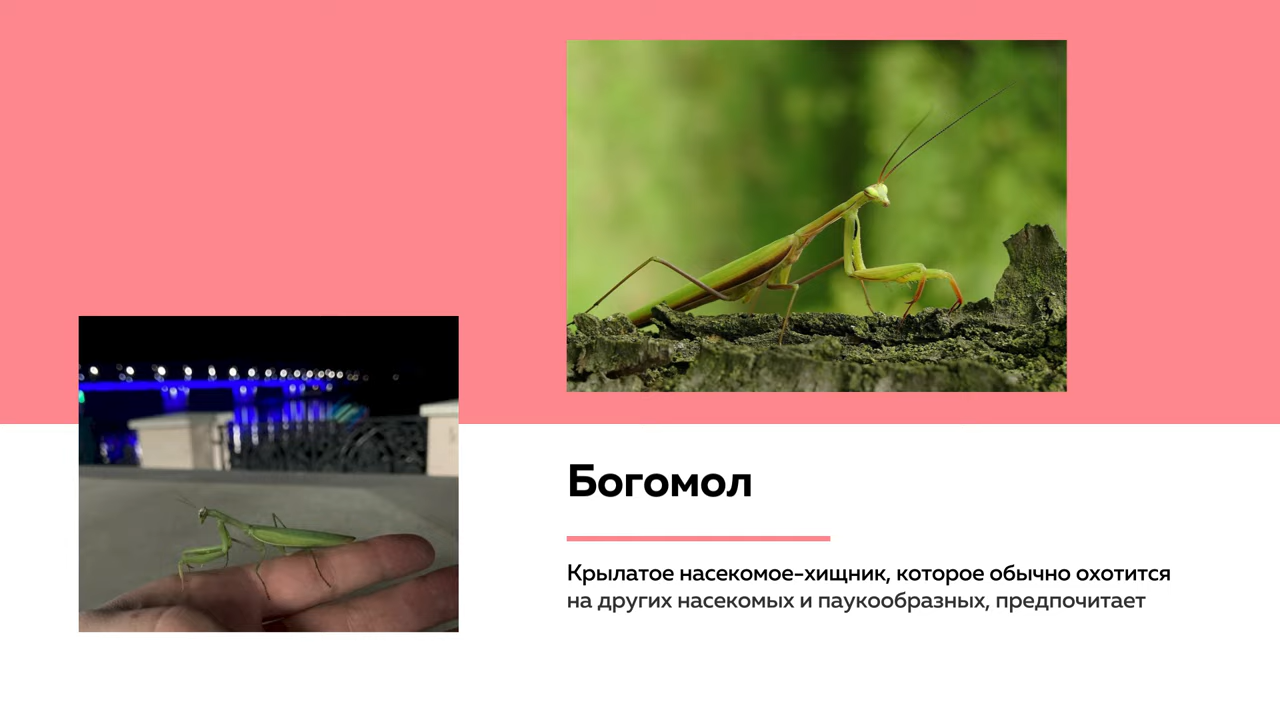 Богомол
Крылатое насекомое-хищник, которое обычно охотится
на других насекомых и паукообразных, предпочитает